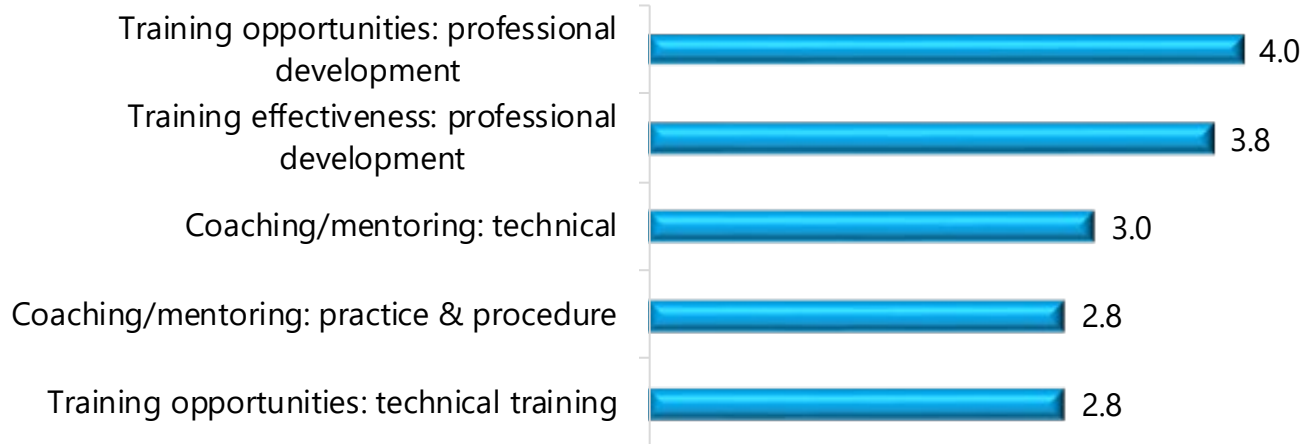 Training opportunities: professional
development
4.0
Training effectiveness: professional
development
3.8
Coaching/mentoring: technical
3.0
Coaching/mentoring: practice & procedure
2.8
Training opportunities: technical training
2.8